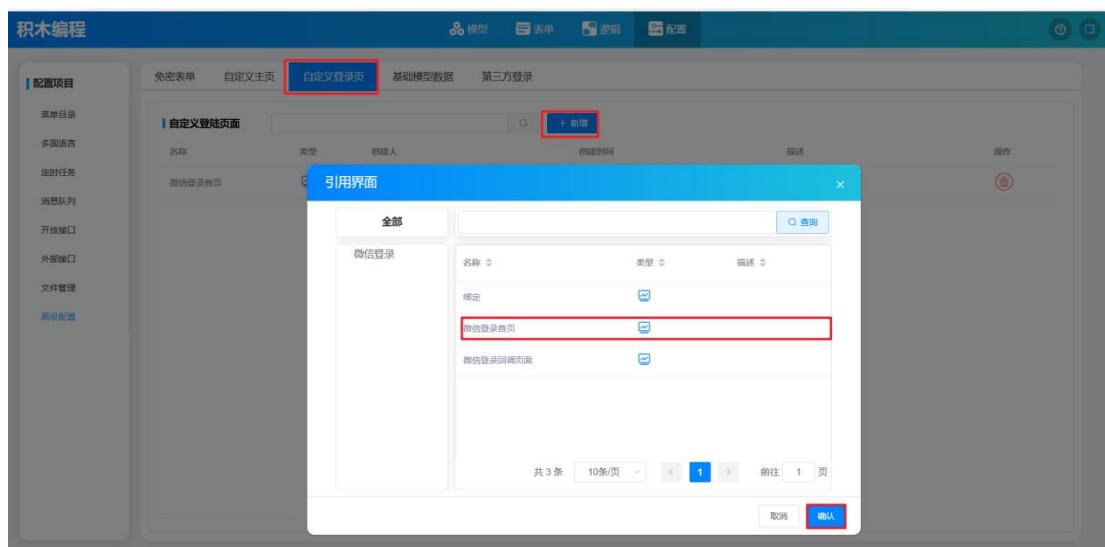 积木编程 模型 表单 逻辑 配置
配置项目
菜单目录
多国语言
定时任务
消息队列
开放接口
外部接口
文件管理
高级配置
免密表单 自定义主页 自定义登录页 基础模型数据 第三方登录
自定义登陆页面 + 新增
名称 类型 创建人 创建时间 描述 操作
微信登录首页
引用界面
全部
微信登录
查询
名称 类型 描述
绑定
微信登录首页
微信登录回调页面
共 3 条 10条/页 < 1 > 前往 1 页
取消 确认